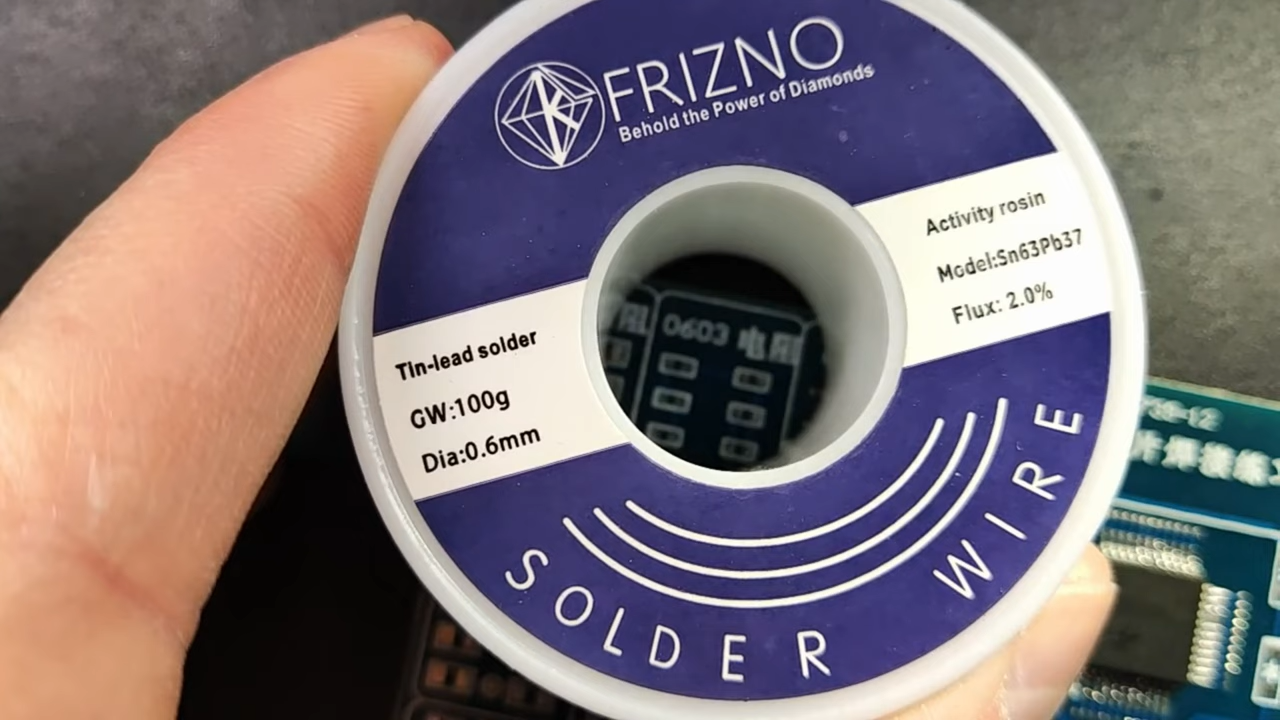 FRIZNO
Behold the Power of Diamonds
Activity rosin
Model:Sn63Pb37
Flux: 2.0%
Tin-lead solder
GW:100g
Dia:0.6mm
0603 电阻
阻
SOLDER WIRE